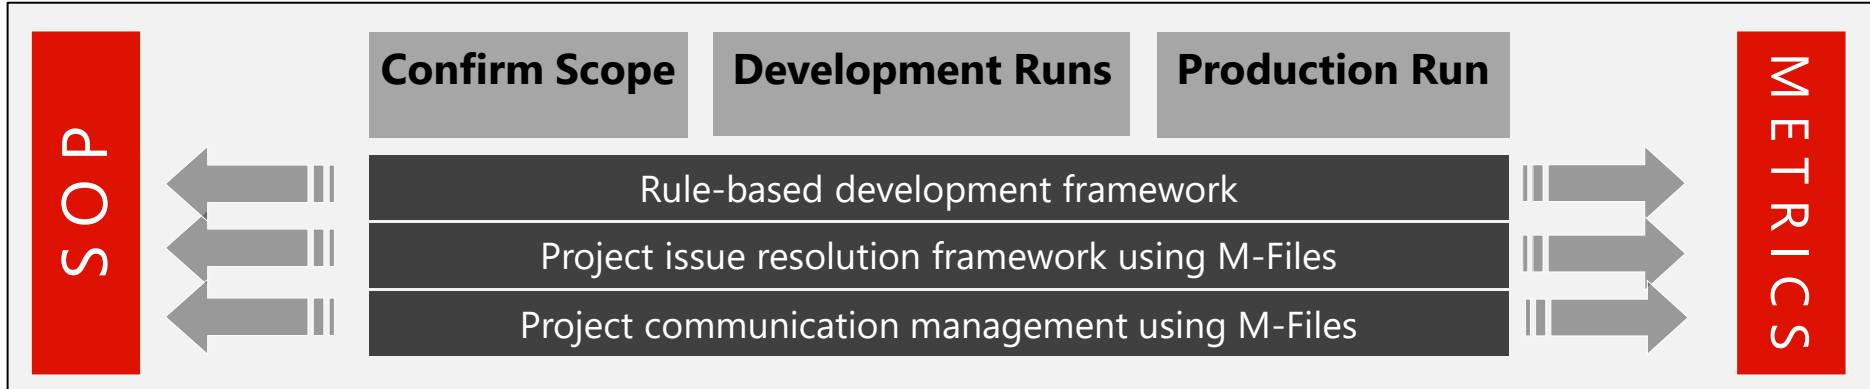 SOP
Confirm Scope
Development Runs
Production Run
Rule-based development framework
Project issue resolution framework using M-Files
Project communication management using M-Files
METRICS